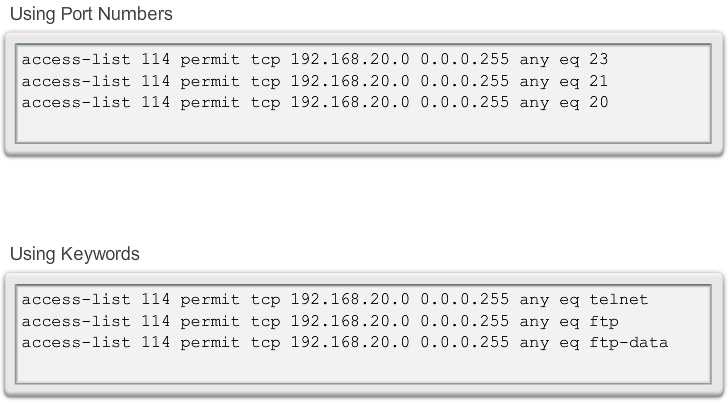 Using Port Numbers
access-list 114 permit tcp 192.168.20.0 0.0.0.255 any eq 23
access-list 114 permit tcp 192.168.20.0 0.0.0.255 any eq 21
access-list 114 permit tcp 192.168.20.0 0.0.0.255 any eq 20
Using Keywords
access-list 114 permit tcp 192.168.20.0 0.0.0.255 any eq telnet
access-list 114 permit tcp 192.168.20.0 0.0.0.255 any eq ftp
access-list 114 permit tcp 192.168.20.0 0.0.0.255 any eq ftp-data